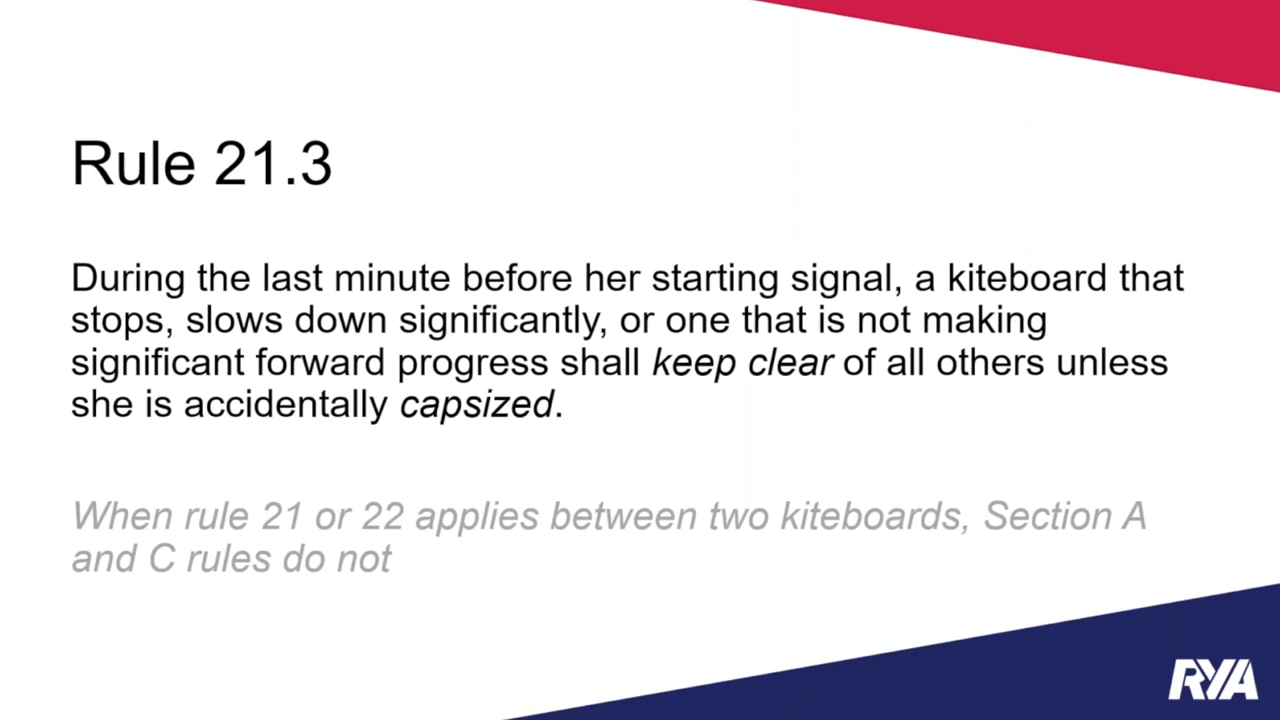 Rule 21.3
During the last minute before her starting signal, a kiteboard that
stops, slows down significantly, or one that is not making
significant forward progress shall keep clear of all others unless
she is accidentally capsized.
When rule 21 or 22 applies between two kiteboards, Section A
and C rules do not
RYA